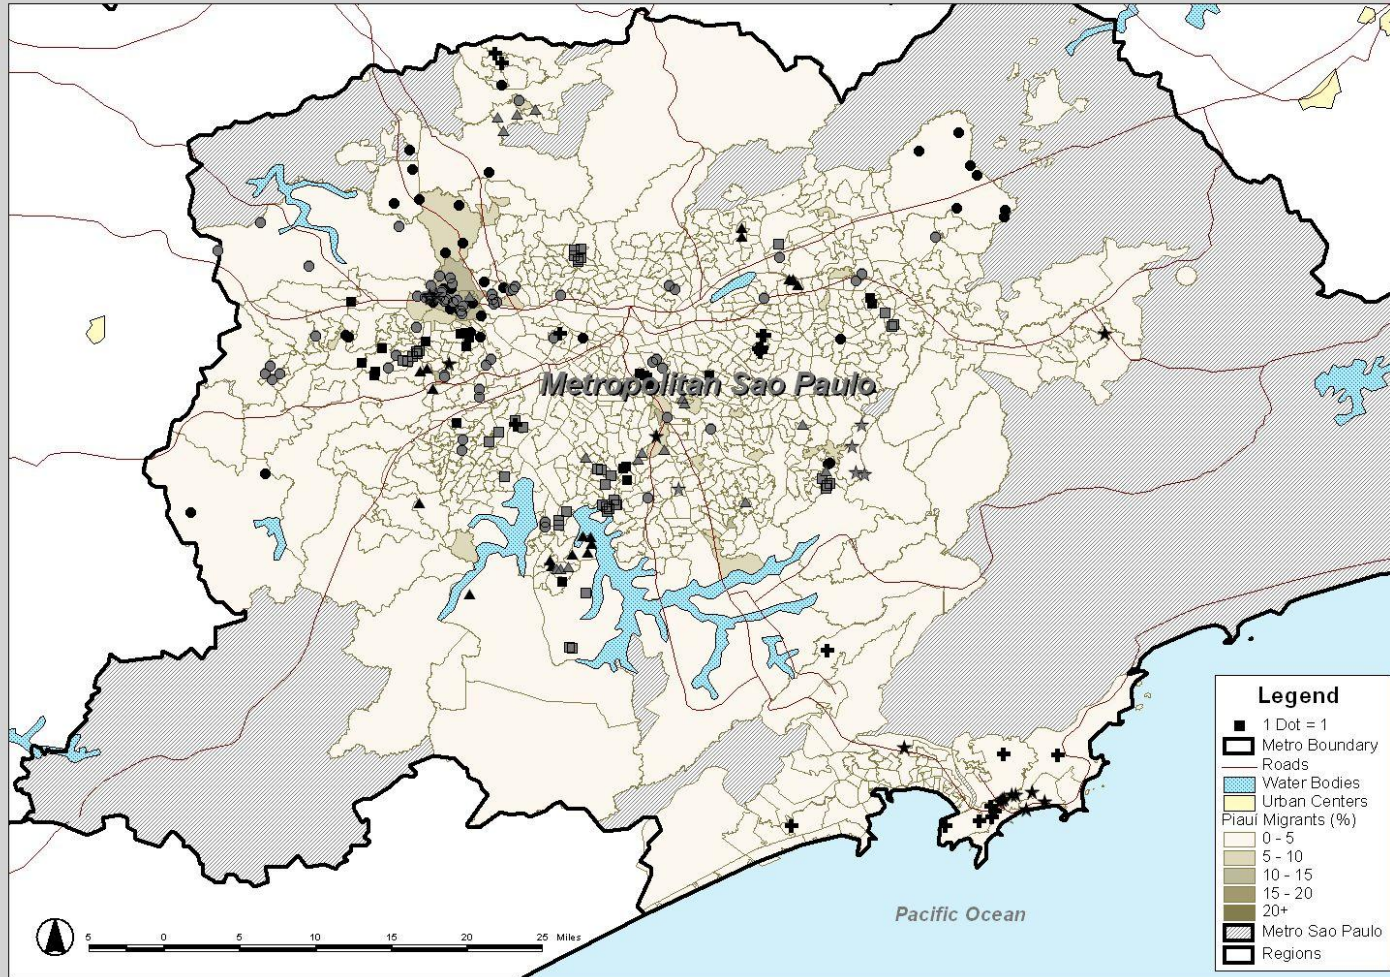 Metropolitan Sao Paulo
Pacific Ocean
Legend
1 Dot = 1
Metro Boundary
Roads
Water Bodies
Urban Centers
Piauí Migrants (%)
0 - 5
5 - 10
10 - 15
15 - 20
20+
Metro Sao Paulo
Regions
5 0 5 10 15 20 25 Miles